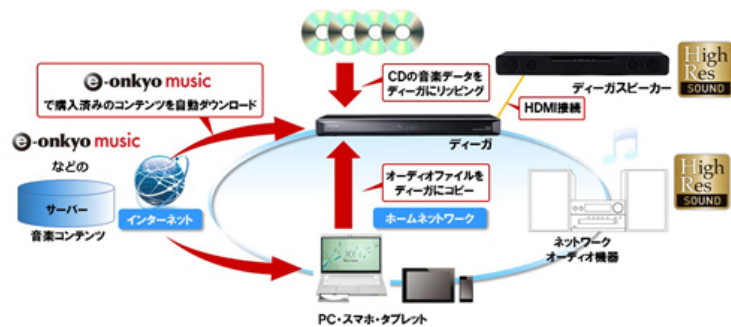 e-onkyo music
で購入済みのコンテンツを自動ダウンロード
CDの音楽データを
ディーガにリッピング
ディーガスピーカー
High
Res
SOUND
HDMI接続
e-onkyo music
などの
サーバー
音楽コンテンツ
インターネット
ディーガ
オーディオファイルを
ディーガにコピー
ホームネットワーク
High
Res
SOUND
ネットワーク
オーディオ機器
PC・スマホ・タブレット